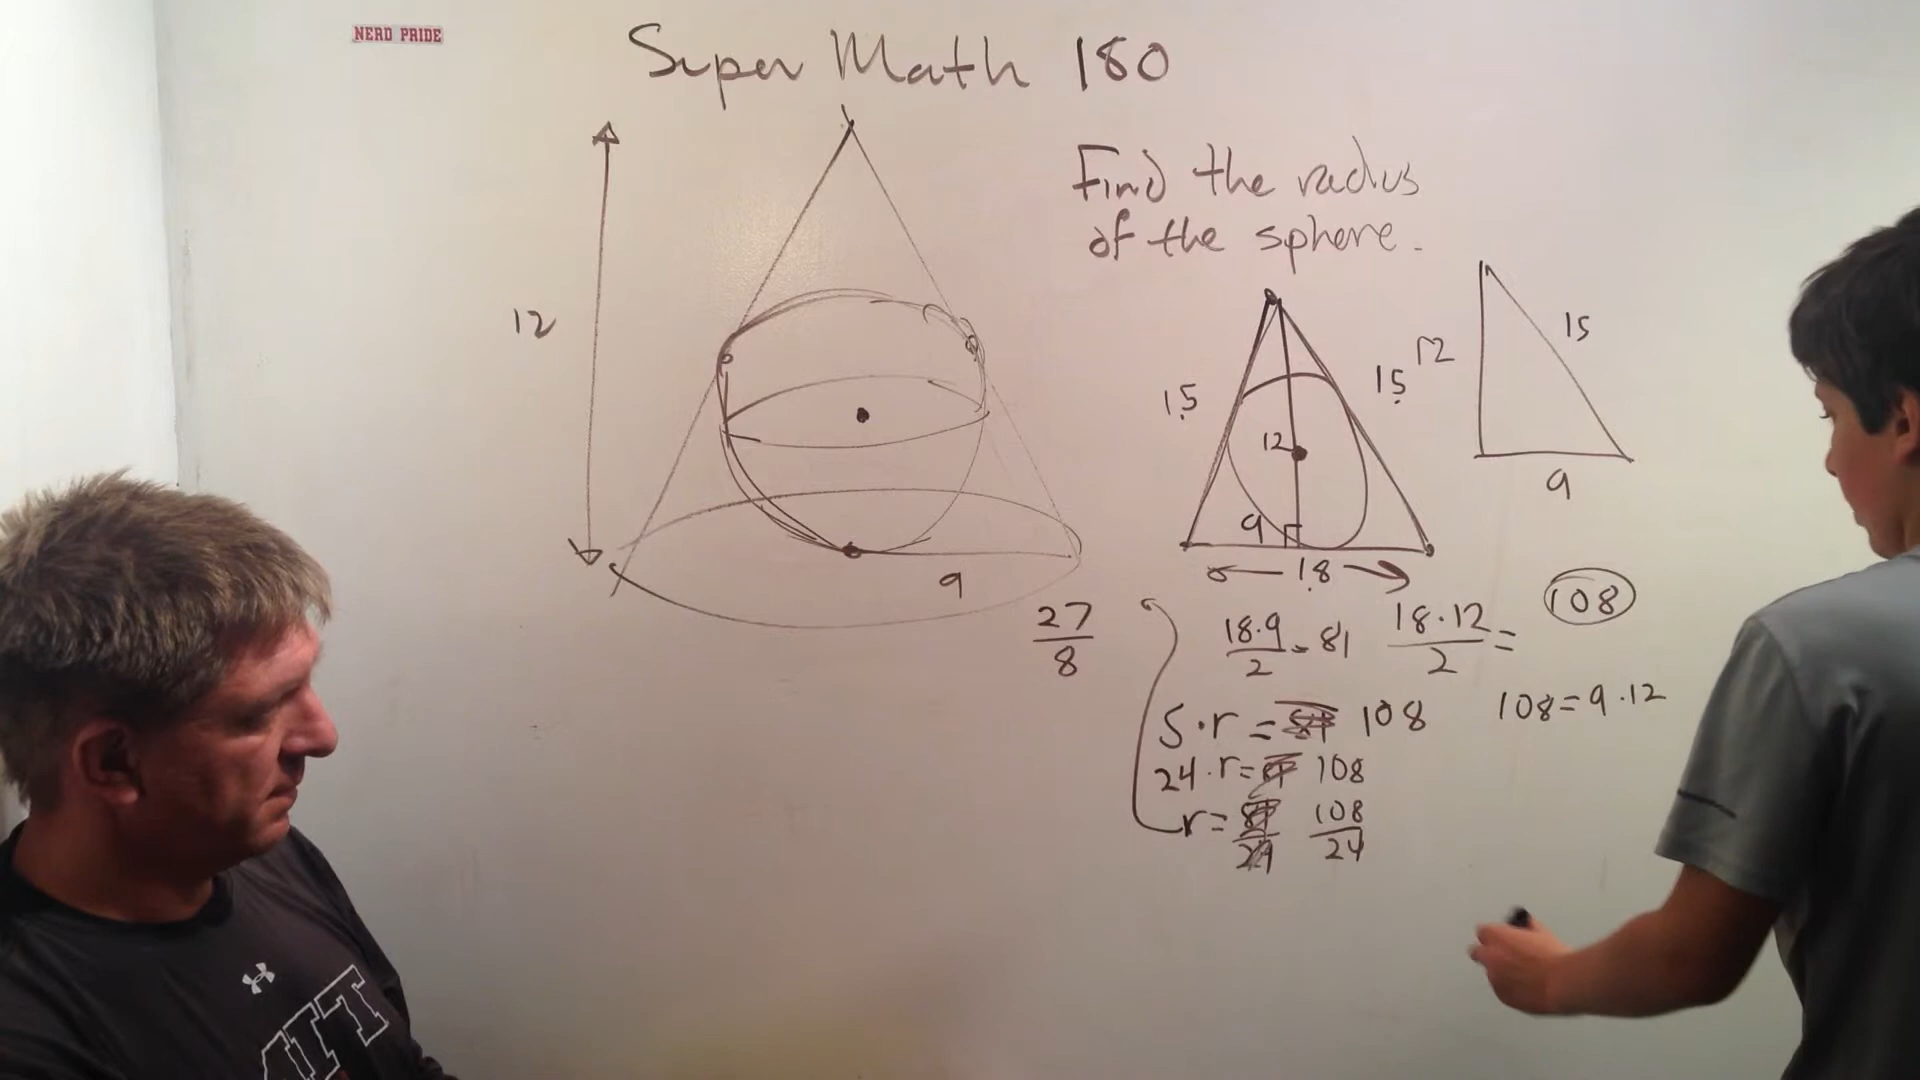 NERD PRIDE
Super Math 180
Find the radius
of the sphere.
12
9
15
15
12
9
18
12
15
9
27/8
18·9/2 = 81
18·12/2 =
108
S·r = 108
108 = 9·12
24·r = 108
r = 108/24
MIT